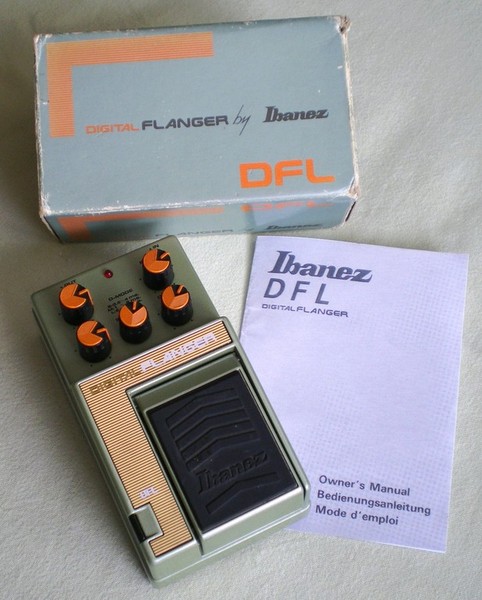 DIGITAL FLANGER by Ibanez
DFL
Ibanez
DFL
DIGITAL FLANGER
Owner's Manual
Bedienungsanleitung
Mode d'emploi
DIGITAL FLANGER
Ibanez